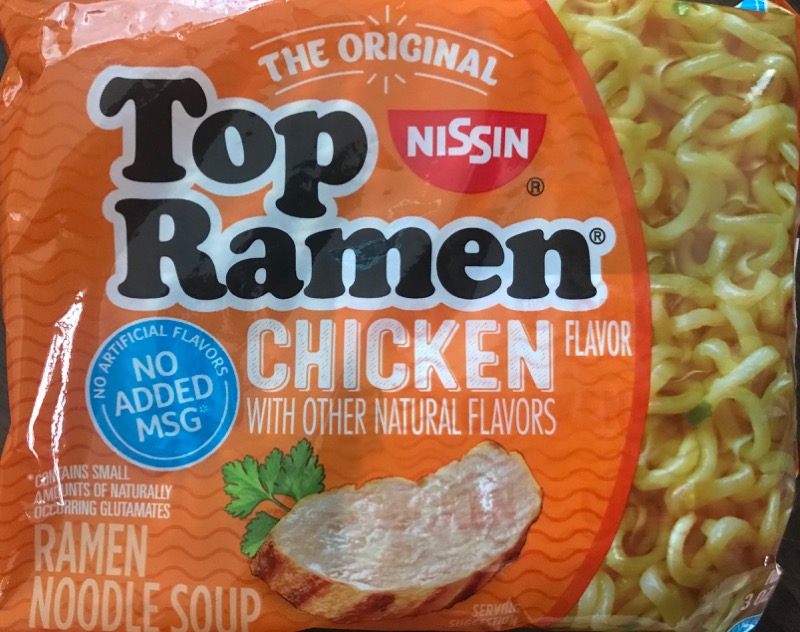 THE ORIGINAL
Top
NISSIN
®
Ramen®
CHICKEN FLAVOR
WITH OTHER NATURAL FLAVORS
NO ARTIFICIAL FLAVORS
NO
ADDED
MSG*
*CONTAINS SMALL
AMOUNTS OF NATURALLY
OCCURRING GLUTAMATES
RAMEN
NOODLE SOUP
SERVING
SUGGESTION